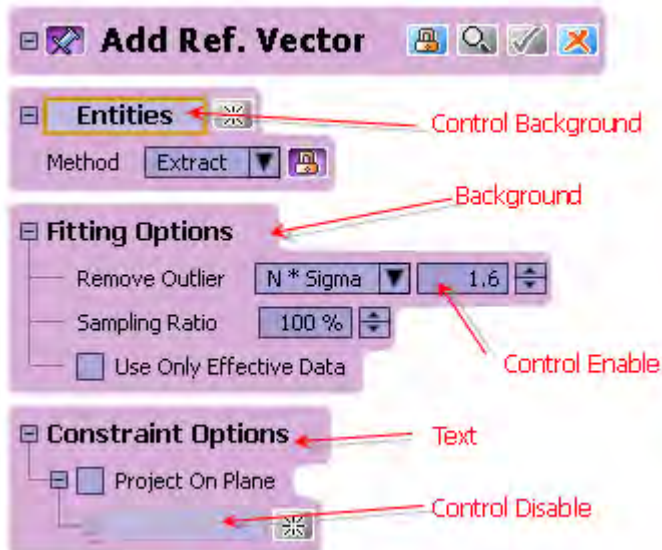 Add Ref. Vector
Entities
Control Background
Method Extract
Background
Fitting Options
Remove Outlier N * Sigma 1.6
Sampling Ratio 100 %
Control Enable
Use Only Effective Data
Constraint Options
Text
Project On Plane
Control Disable